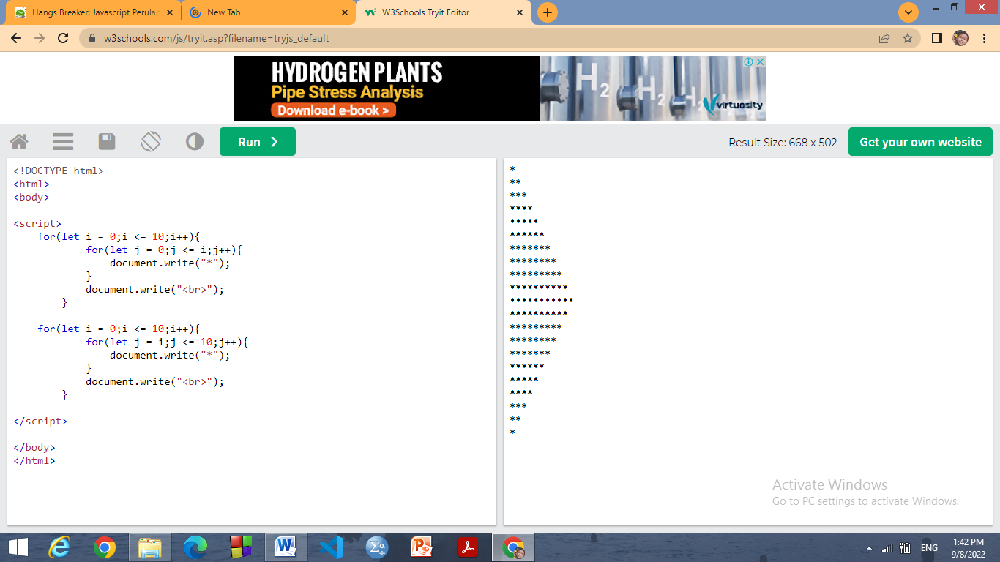 Hangs Breaker: Javascript Perular
New Tab
W3Schools Tryit Editor
w3schools.com/js/tryit.asp?filename=tryjs_default
HYDROGEN PLANTS
Pipe Stress Analysis
Download e-book >
H2
H2
H2
virtuosity
Run ❯
Result Size: 668 x 502
Get your own website
<!DOCTYPE html>
<html>
<body>
<script>
for(let i = 0;i <= 10;i++){
for(let j = 0;j <= i;j++){
document.write("*");
}
document.write("<br>");
}
for(let i = 0;i <= 10;i++){
for(let j = i;j <= 10;j++){
document.write("*");
}
document.write("<br>");
}
</script>
</body>
</html>
*
**
***
****
*****
******
*******
********
*********
**********
***********
**********
*********
********
*******
******
*****
****
***
**
*
Activate Windows
Go to PC settings to activate Windows.
ENG
1:42 PM
9/8/2022